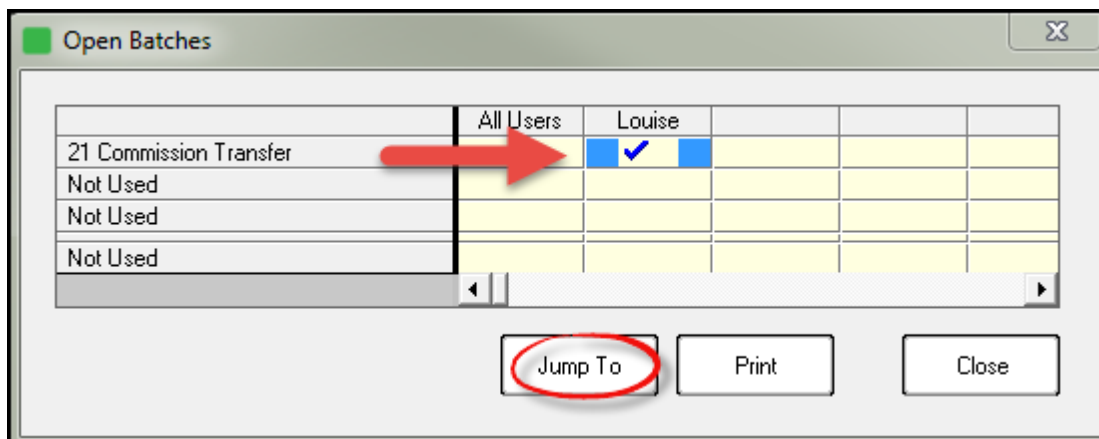 Open Batches
All Users Louise
21 Commission Transfer
Not Used
Not Used
Not Used
Jump To Print Close